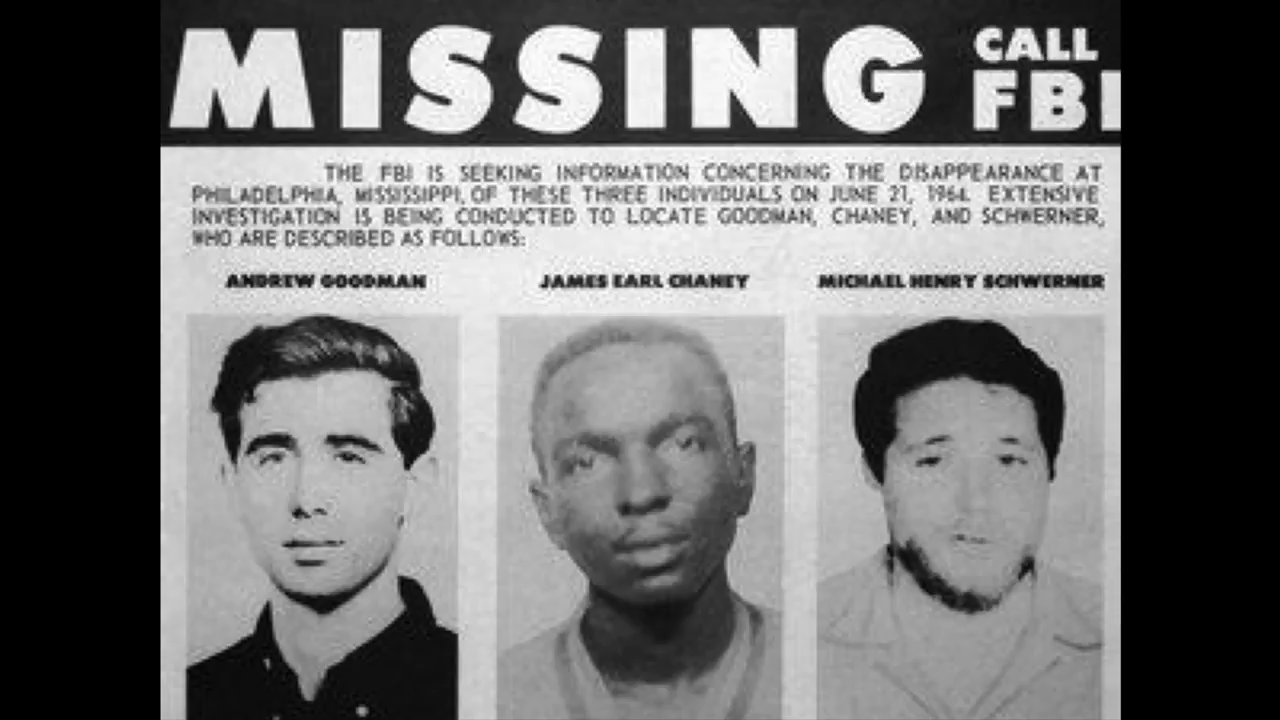 MISSING CALL FBI
THE FBI IS SEEKING INFORMATION CONCERNING THE DISAPPEARANCE AT
PHILADELPHIA, MISSISSIPPI, OF THESE THREE INDIVIDUALS ON JUNE 21, 1964. EXTENSIVE
INVESTIGATION IS BEING CONDUCTED TO LOCATE GOODMAN, CHANEY, AND SCHWERNER,
WHO ARE DESCRIBED AS FOLLOWS:
ANDREW GOODMAN JAMES EARL CHANEY MICHAEL HENRY SCHWERNER